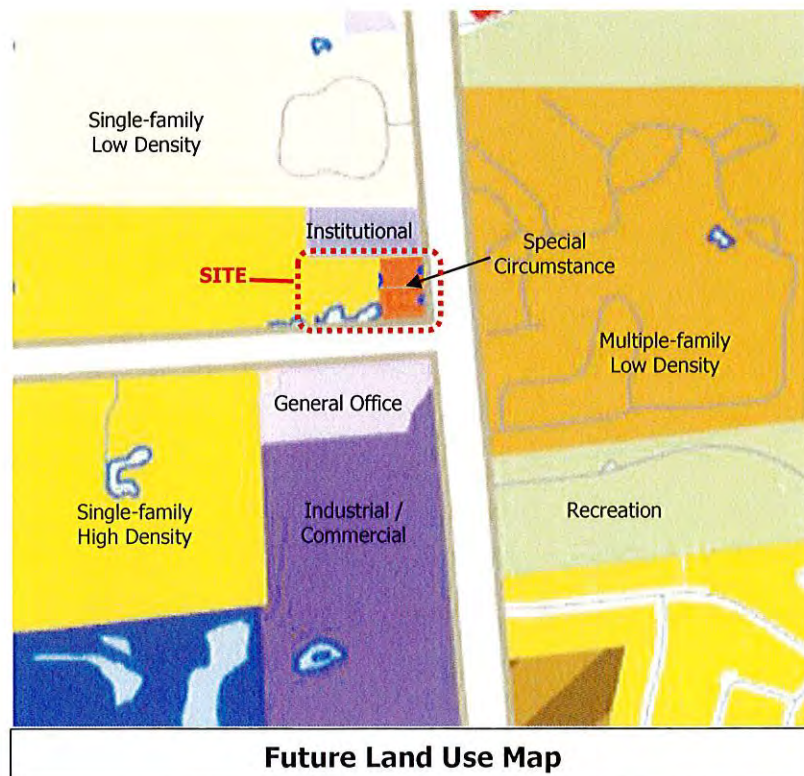 Single-family
Low Density
Institutional
SITE
Special
Circumstance
Multiple-family
Low Density
General Office
Single-family
High Density
Industrial /
Commercial
Recreation
Future Land Use Map